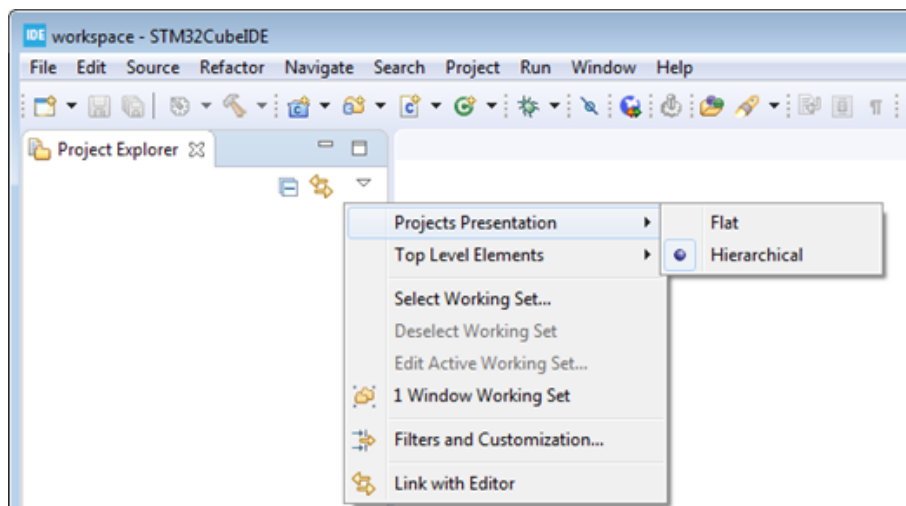 IDE workspace - STM32CubeIDE
File Edit Source Refactor Navigate Search Project Run Window Help
Project Explorer
Projects Presentation
Flat
Top Level Elements
Hierarchical
Select Working Set...
Deselect Working Set
Edit Active Working Set...
1 Window Working Set
Filters and Customization...
Link with Editor